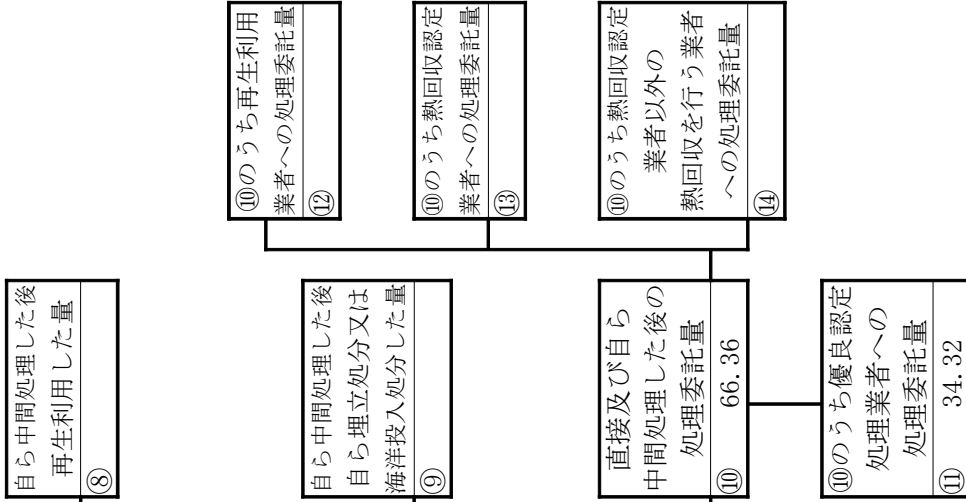 自ら中間処理した後
再生利用した量
⑧
自ら中間処理した後
自ら埋立処分又は
海洋投入処分した量
⑨
直接及び自ら
中間処理した後の
処理委託量
⑩ 66.36
⑩のうち優良認定
処理業者への
処理委託量
⑪ 34.32
⑩のうち再生利用
業者への処理委託量
⑫
⑩のうち熱回収認定
業者への処理委託量
⑬
⑩のうち熱回収認定
業者以外の
熱回収を行う業者
への処理委託量
⑭